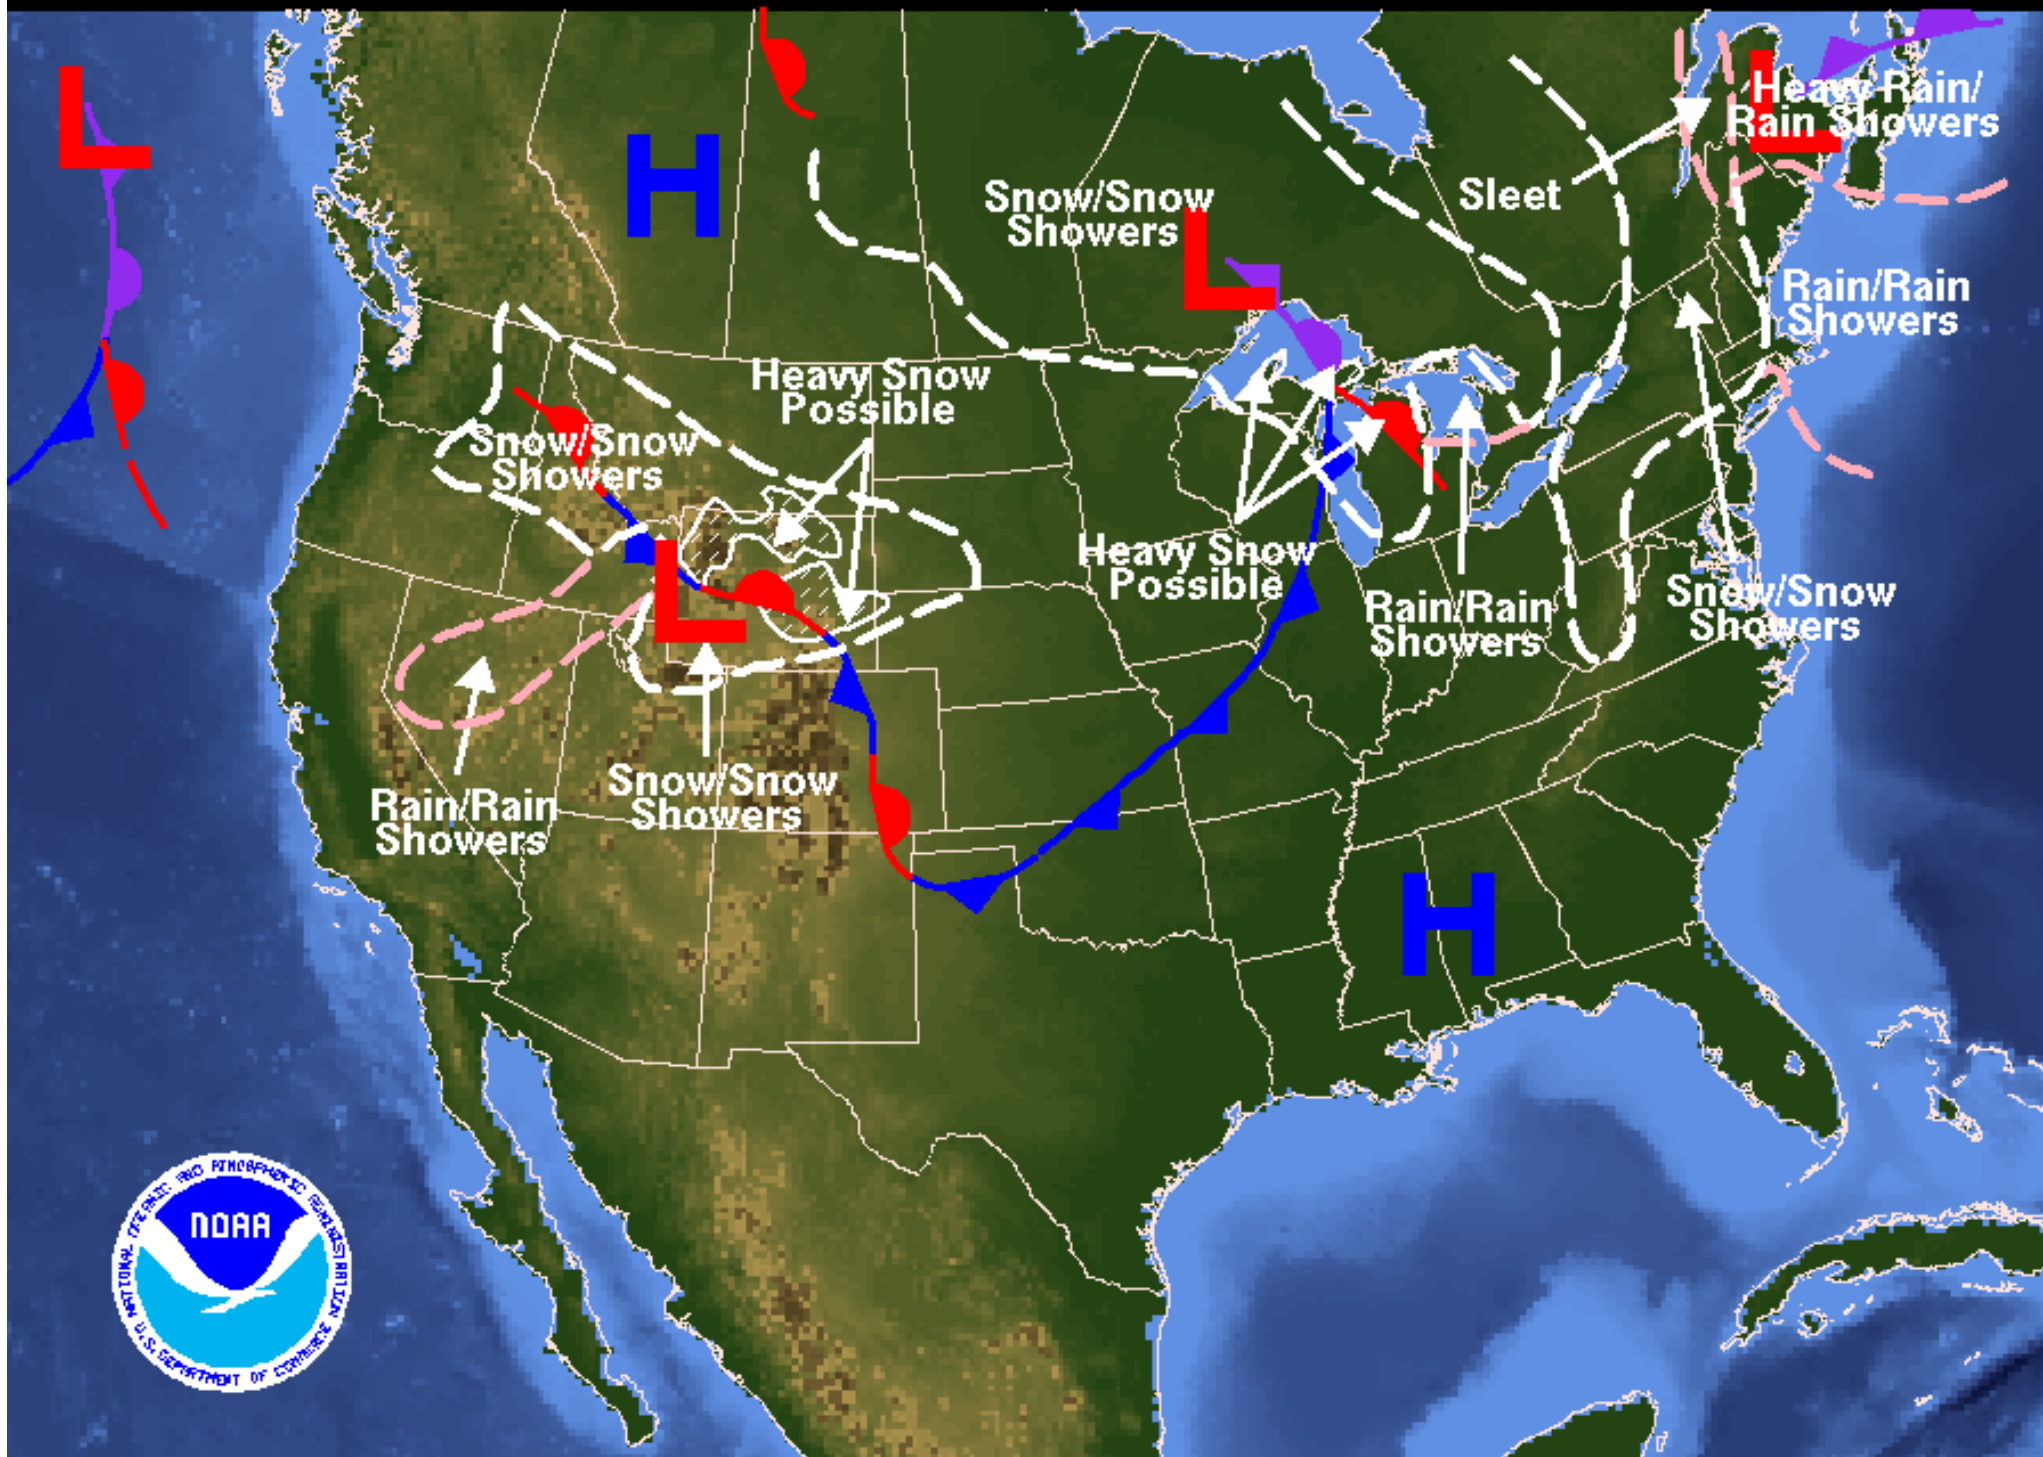 L
H
L
Heavy Rain/
Rain Showers
Sleet
Snow/Snow
Showers
L
Rain/Rain
Showers
Heavy Snow
Possible
Snow/Snow
Showers
L
Heavy Snow
Possible
Rain/Rain
Showers
Snow/Snow
Showers
Snow/Snow
Showers
Rain/Rain
Showers
H
NATIONAL OCEANIC AND ATMOSPHERIC ADMINISTRATION
NOAA
U.S. DEPARTMENT OF COMMERCE